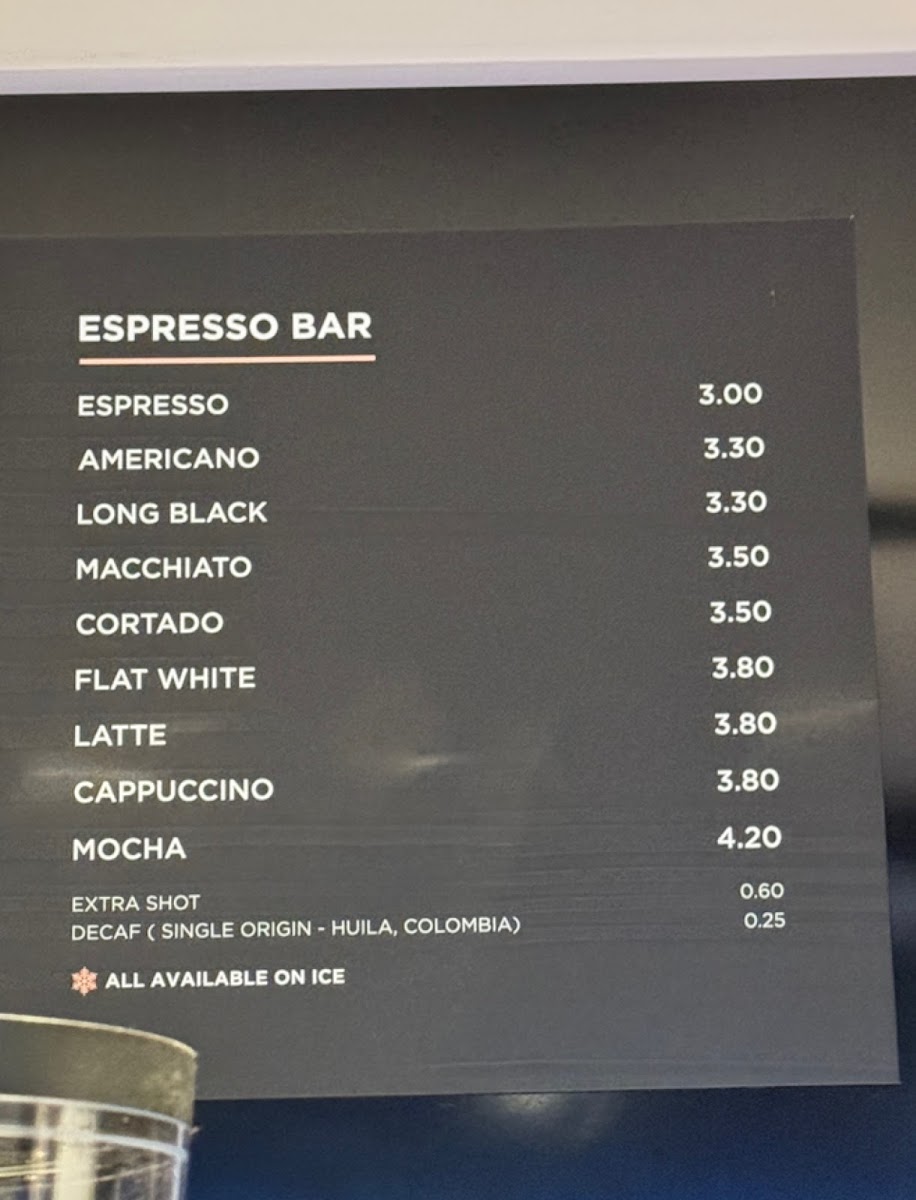 ESPRESSO BAR
ESPRESSO 3.00
AMERICANO 3.30
LONG BLACK 3.30
MACCHIATO 3.50
CORTADO 3.50
FLAT WHITE 3.80
LATTE 3.80
CAPPUCCINO 3.80
MOCHA 4.20
EXTRA SHOT 0.60
DECAF ( SINGLE ORIGIN - HUILA, COLOMBIA) 0.25
ALL AVAILABLE ON ICE